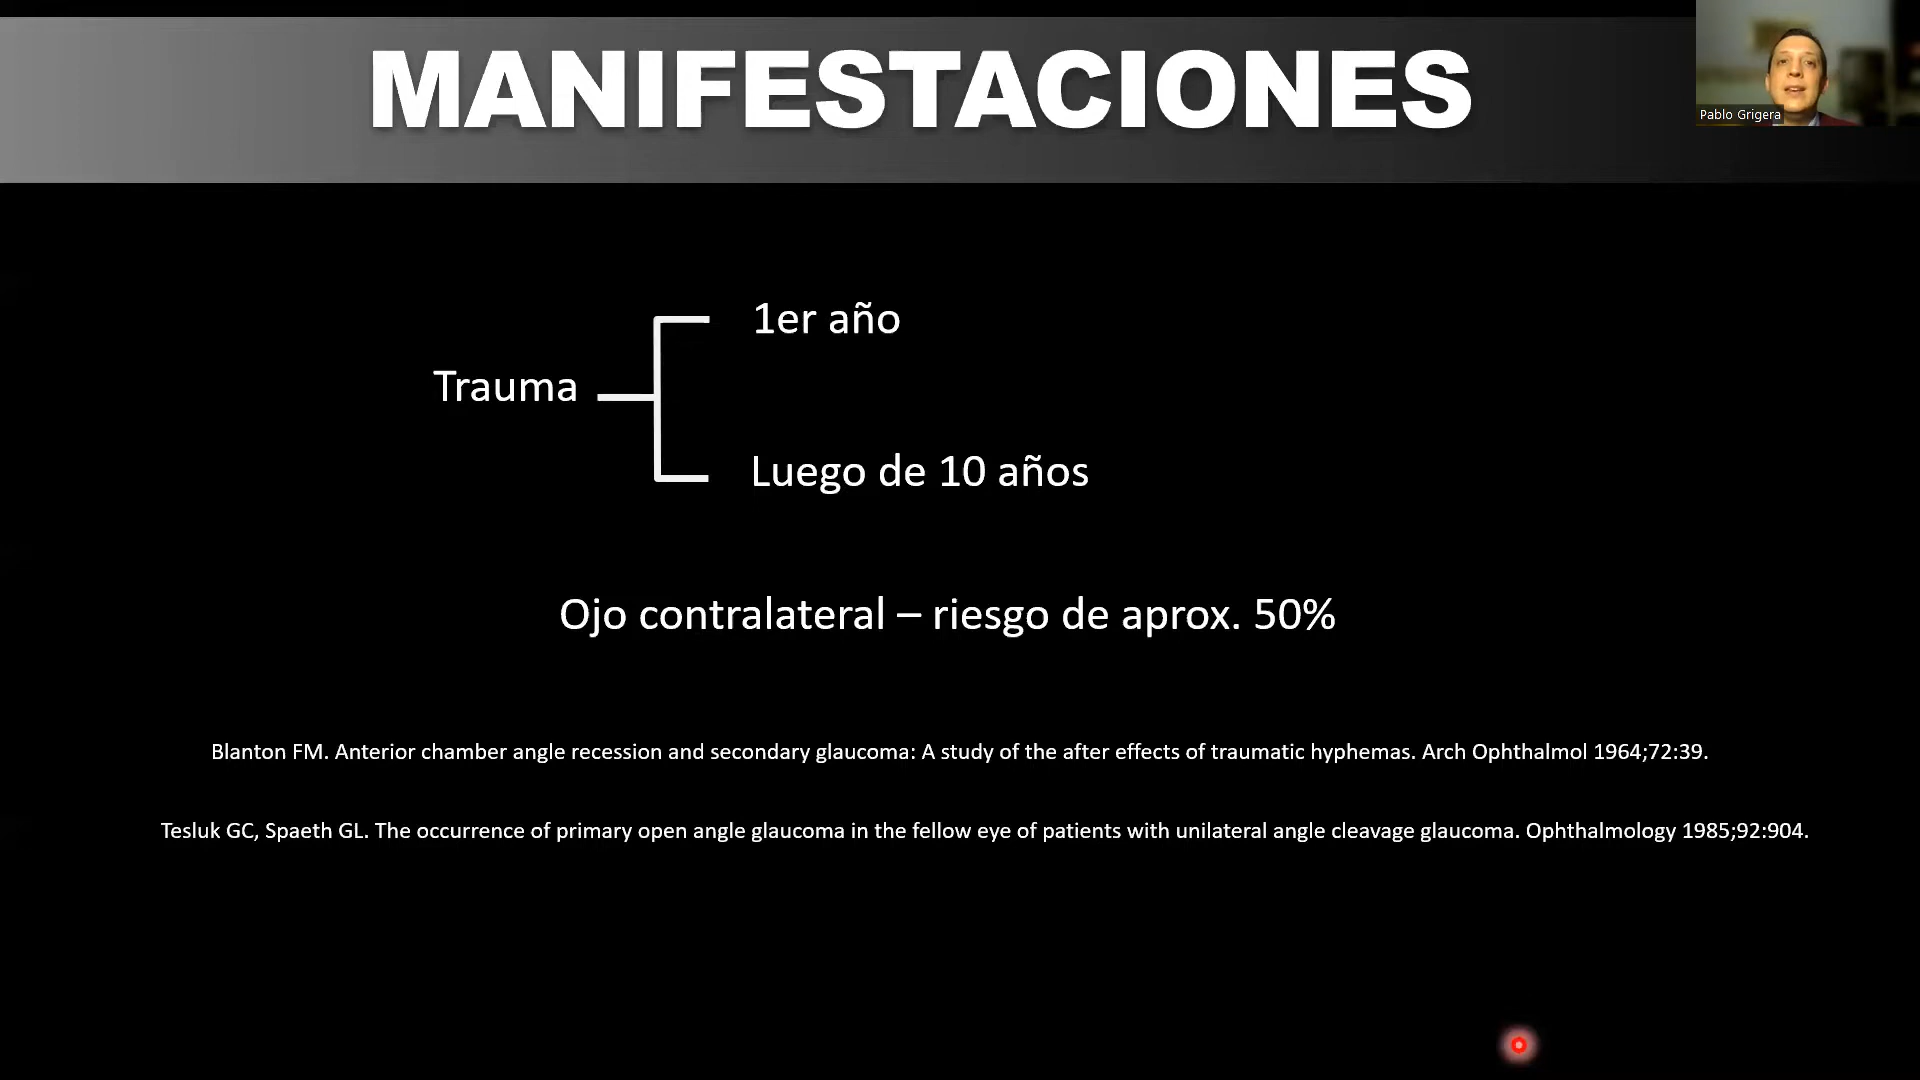 MANIFESTACIONES
Pablo Grigera
1er año
Trauma
Luego de 10 años
Ojo contralateral – riesgo de aprox. 50%
Blanton FM. Anterior chamber angle recession and secondary glaucoma: A study of the after effects of traumatic hyphemas. Arch Ophthalmol 1964;72:39.
Tesluk GC, Spaeth GL. The occurrence of primary open angle glaucoma in the fellow eye of patients with unilateral angle cleavage glaucoma. Ophthalmology 1985;92:904.